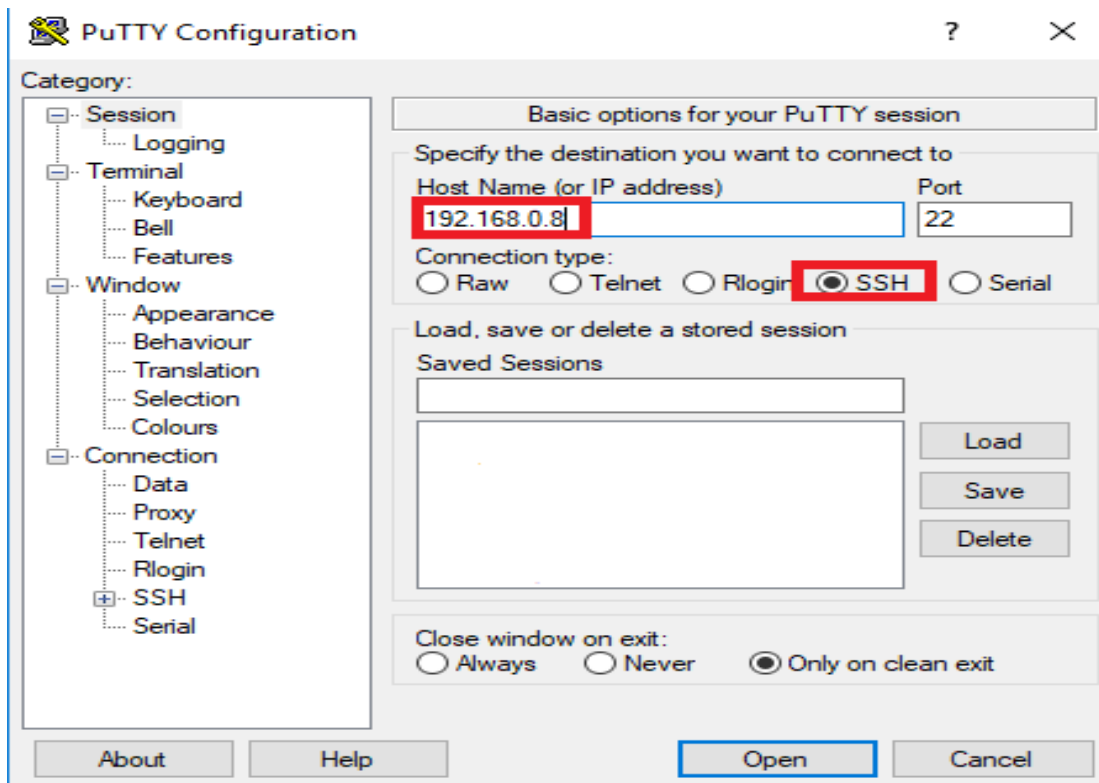 PuTTY Configuration
?
Category:
Session
Logging
Terminal
Keyboard
Bell
Features
Window
Appearance
Behaviour
Translation
Selection
Colours
Connection
Data
Proxy
Telnet
Rlogin
SSH
Serial
Basic options for your PuTTY session
Specify the destination you want to connect to
Host Name (or IP address) Port
192.168.0.8 22
Connection type:
Raw Telnet Rlogin SSH Serial
Load, save or delete a stored session
Saved Sessions
Load
Save
Delete
Close window on exit:
Always Never Only on clean exit
About Help Open Cancel